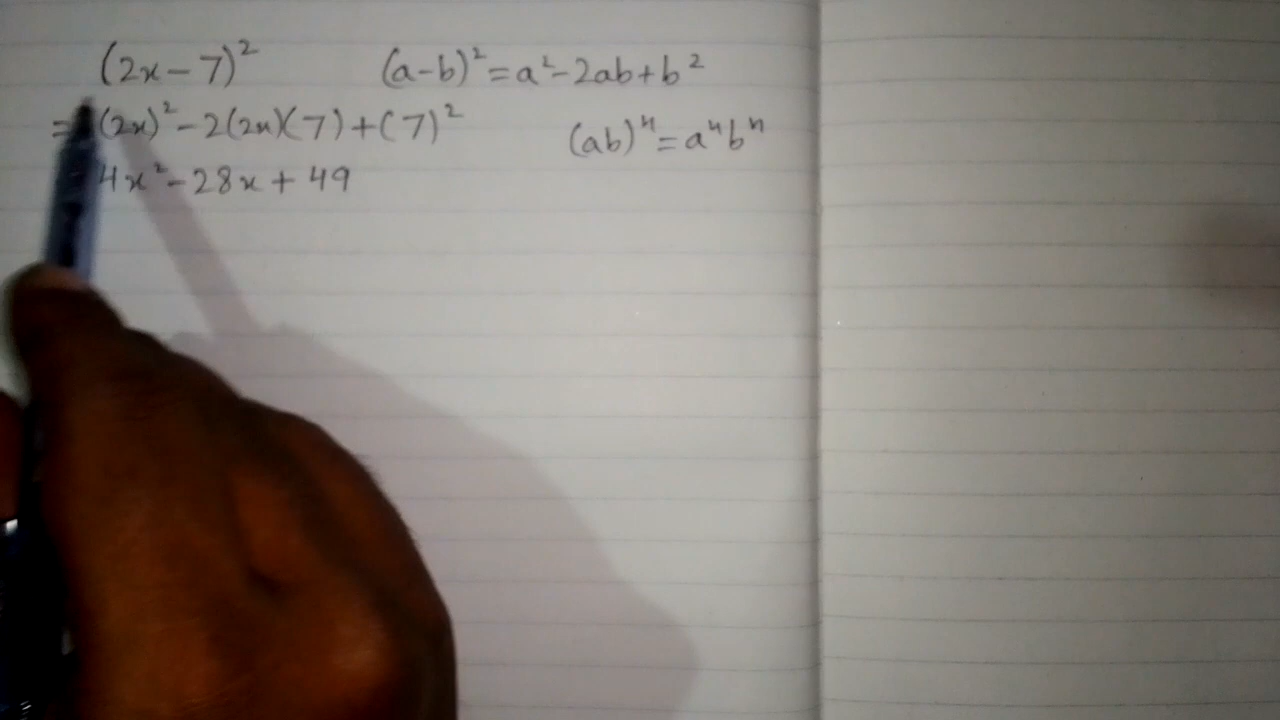 (2x-7)² (a-b)² = a²-2ab+b²
= (2x)²-2(2x)(7)+(7)² (ab)ⁿ = aⁿbⁿ
4x²-28x+49